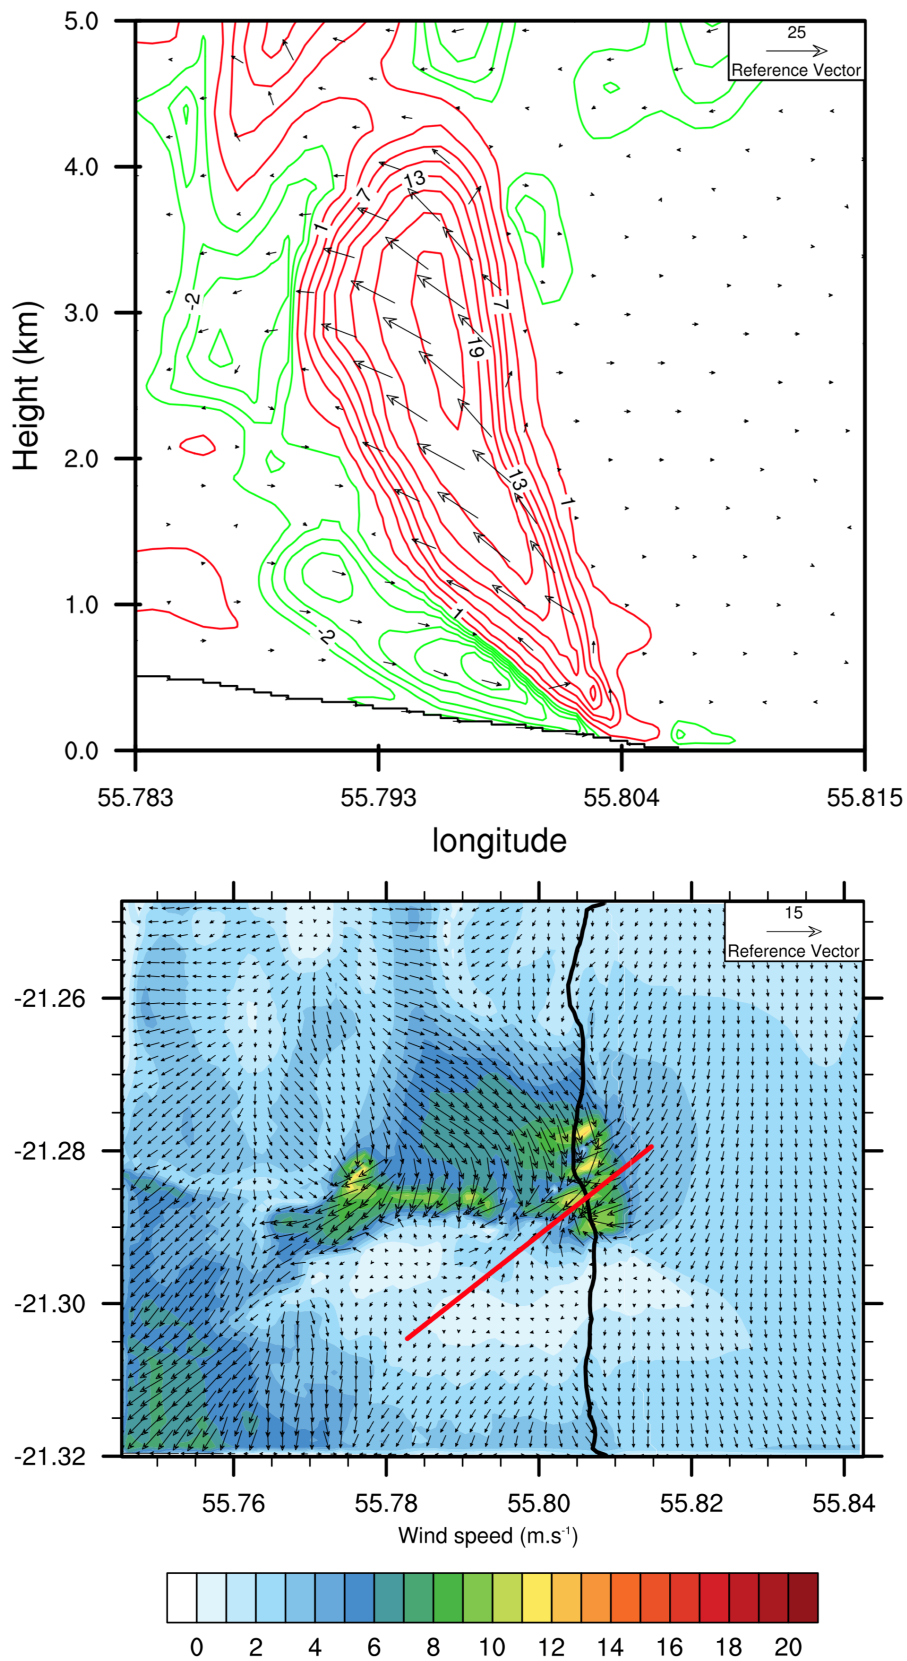 5.0
25
Reference Vector
4.0
13
7
1
3.0
-2
7
19
2.0
13
1
1.0
1
-2
0.0
55.783 55.793 55.804 55.815
Height (km)
longitude
15
Reference Vector
-21.26
-21.28
-21.30
-21.32
55.76 55.78 55.80 55.82 55.84
Wind speed (m.s⁻¹)
0 2 4 6 8 10 12 14 16 18 20